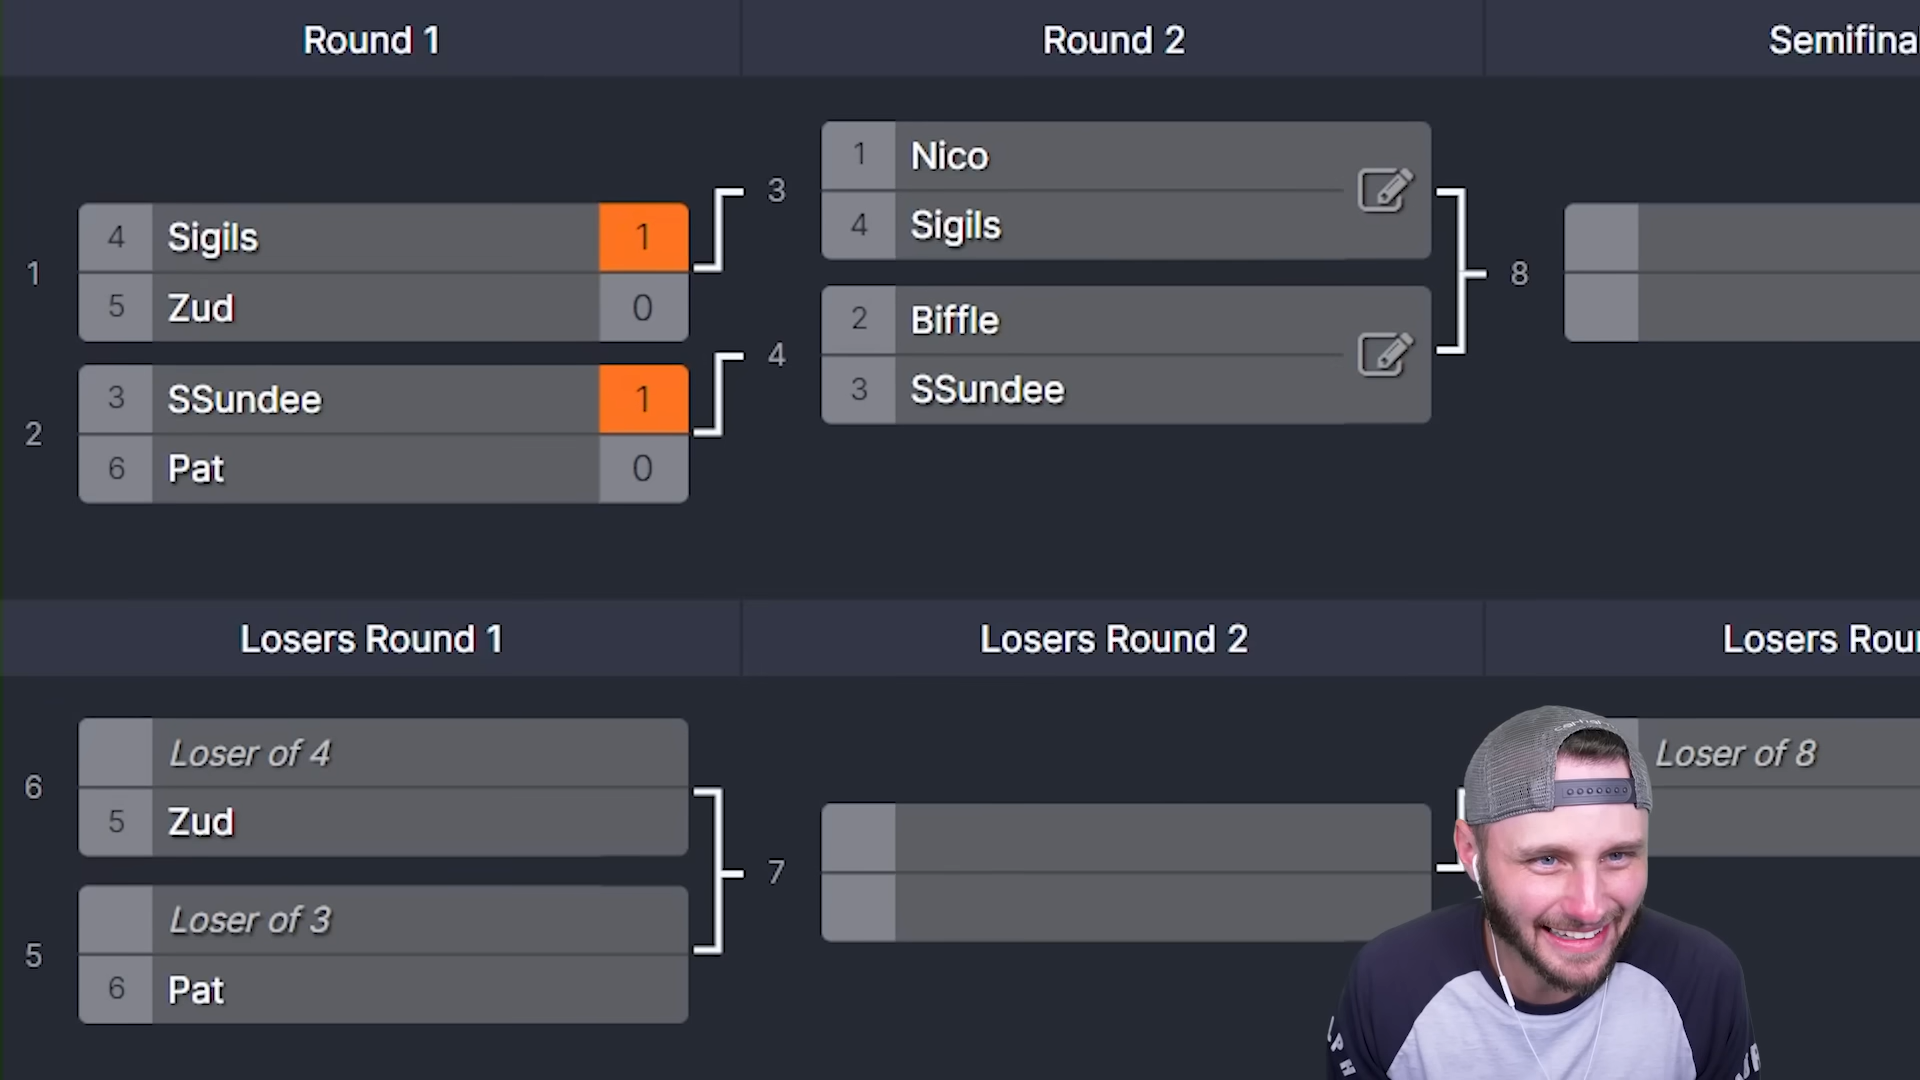 Round 1
Round 2
Semifina
1
4 Sigils 1
5 Zud 0
2
3 SSundee 1
6 Pat 0
3
1 Nico
4 Sigils
4
2 Biffle
3 SSundee
8
Losers Round 1
Losers Round 2
Losers Rou
6
Loser of 4
5 Zud
5
Loser of 3
6 Pat
7
Loser of 8
carhartt
LPH